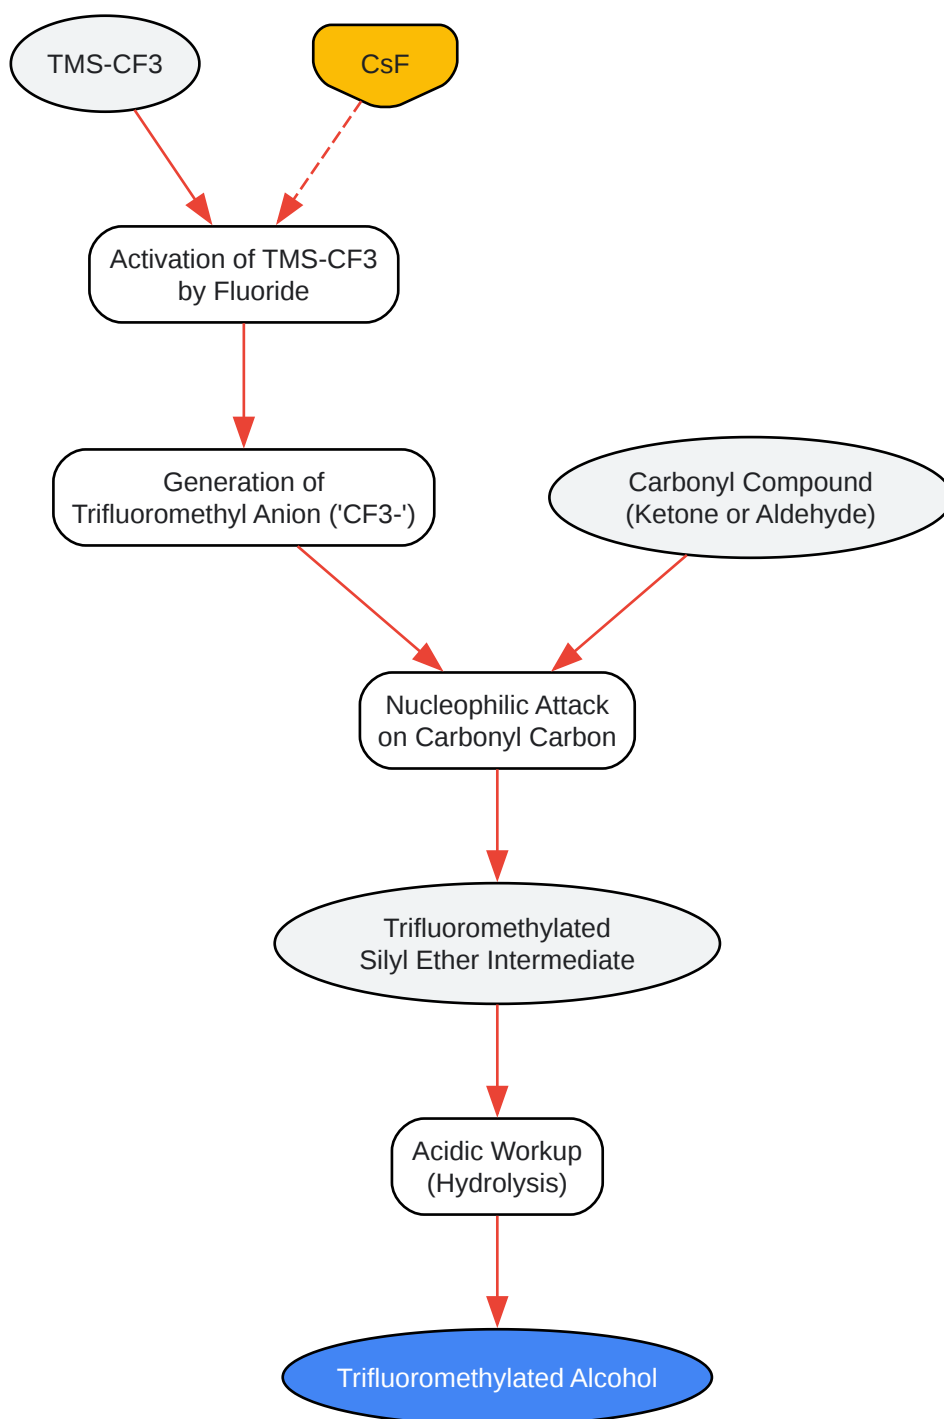 TMS-CF3
CsF
Activation of TMS-CF3
by Fluoride
Generation of
Trifluoromethyl Anion ('CF3-')
Carbonyl Compound
(Ketone or Aldehyde)
Nucleophilic Attack
on Carbonyl Carbon
Trifluoromethylated
Silyl Ether Intermediate
Acidic Workup
(Hydrolysis)
Trifluoromethylated Alcohol